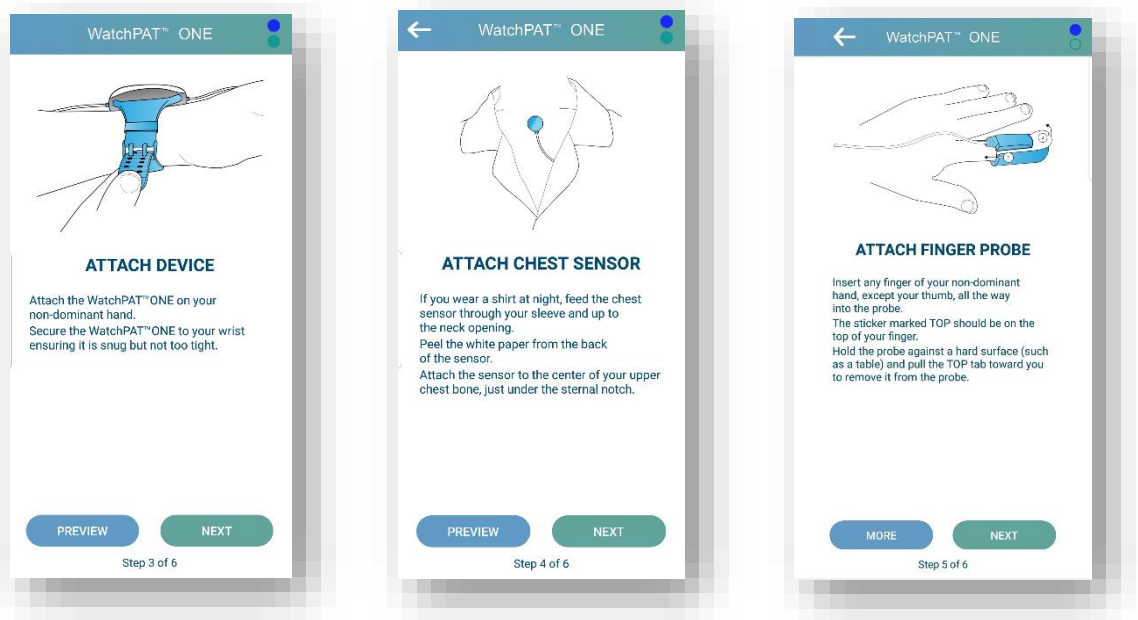 WatchPAT™ ONE
ATTACH DEVICE
Attach the WatchPAT™ONE on your
non-dominant hand.
Secure the WatchPAT™ONE to your wrist
ensuring it is snug but not too tight.
PREVIEW
NEXT
Step 3 of 6
WatchPAT™ ONE
ATTACH CHEST SENSOR
If you wear a shirt at night, feed the chest
sensor through your sleeve and up to
the neck opening.
Peel the white paper from the back
of the sensor.
Attach the sensor to the center of your upper
chest bone, just under the sternal notch.
PREVIEW
NEXT
Step 4 of 6
WatchPAT™ ONE
ATTACH FINGER PROBE
Insert any finger of your non-dominant
hand, except your thumb, all the way
into the probe.
The sticker marked TOP should be on the
top of your finger.
Hold the probe against a hard surface (such
as a table) and pull the TOP tab toward you
to remove it from the probe.
MORE
NEXT
Step 5 of 6